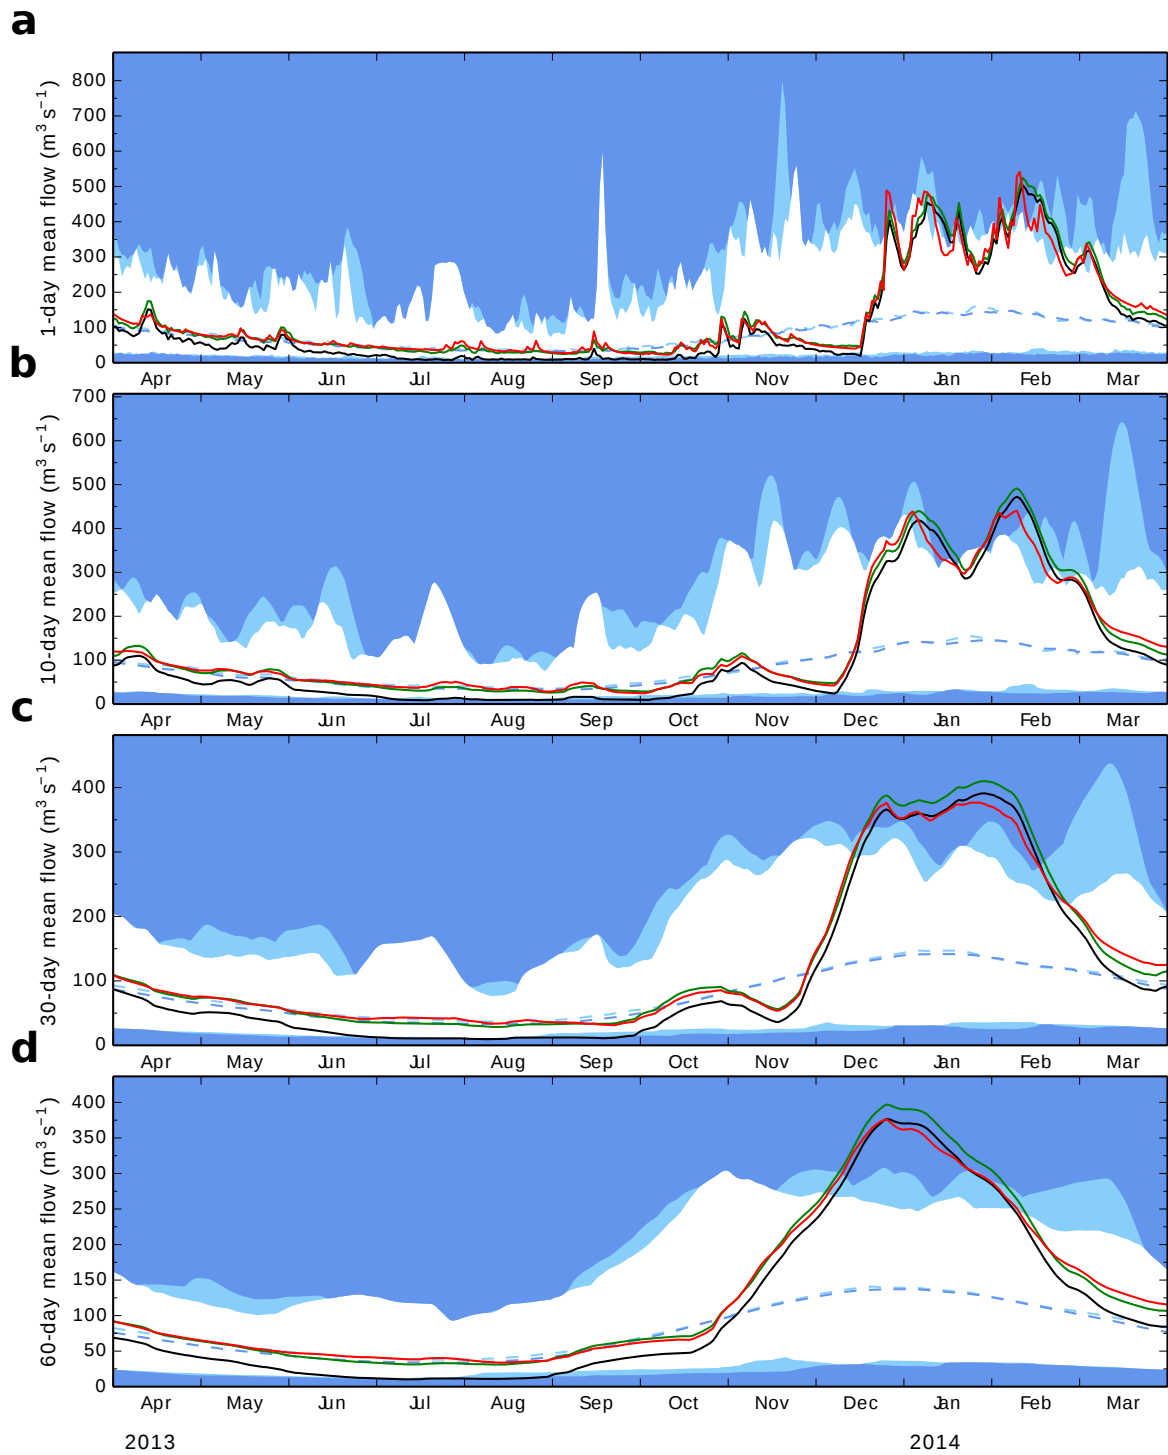 a
1-day mean flow (m³ s⁻¹)
800
700
600
500
400
300
200
100
0
Apr May Jun Jul Aug Sep Oct Nov Dec Jan Feb Mar
b
10-day mean flow (m³ s⁻¹)
700
600
500
400
300
200
100
0
Apr May Jun Jul Aug Sep Oct Nov Dec Jan Feb Mar
c
30-day mean flow (m³ s⁻¹)
400
300
200
100
0
Apr May Jun Jul Aug Sep Oct Nov Dec Jan Feb Mar
d
60-day mean flow (m³ s⁻¹)
400
350
300
250
200
150
100
50
0
Apr May Jun Jul Aug Sep Oct Nov Dec Jan Feb Mar
2013 2014